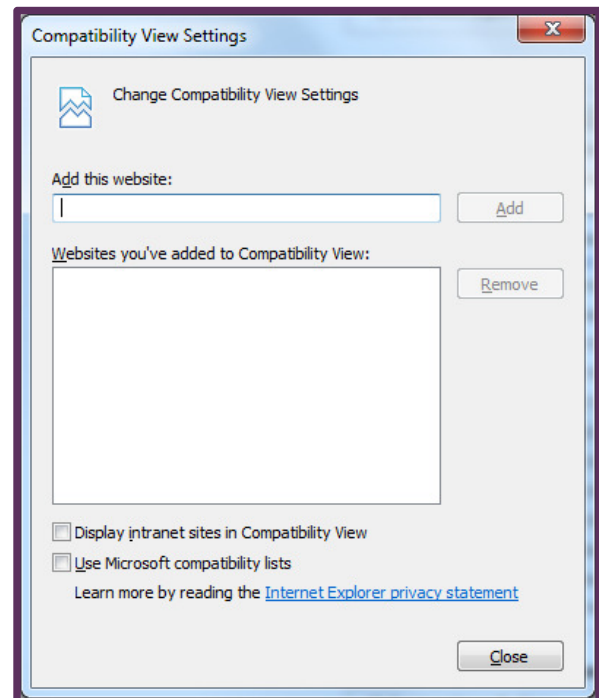 Compatibility View Settings
Change Compatibility View Settings
Add this website:
Add
Websites you've added to Compatibility View:
Remove
Display intranet sites in Compatibility View
Use Microsoft compatibility lists
Learn more by reading the Internet Explorer privacy statement
Close